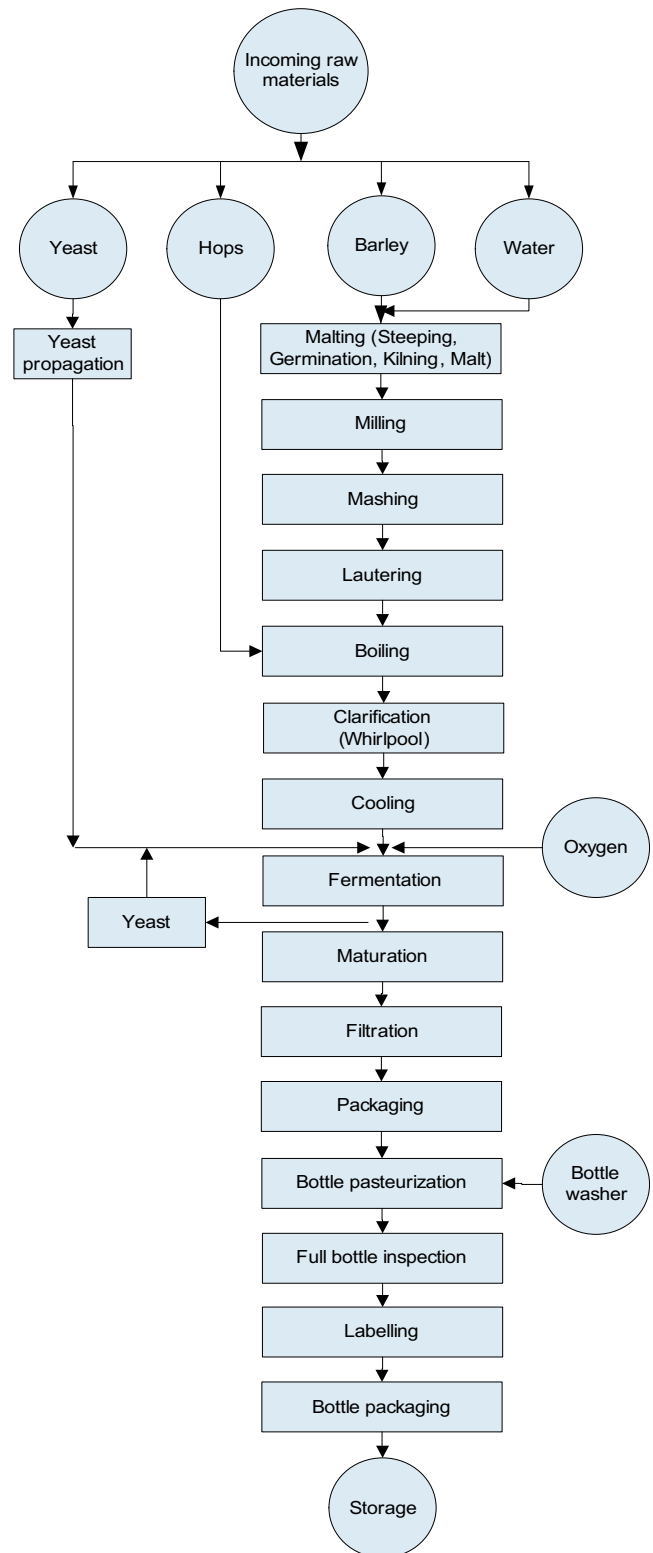 Incoming raw
materials
Yeast
Hops
Barley
Water
Yeast
propagation
Malting (Steeping,
Germination, Kilning, Malt)
Milling
Mashing
Lautering
Boiling
Clarification
(Whirlpool)
Cooling
Oxygen
Fermentation
Yeast
Maturation
Filtration
Packaging
Bottle pasteurization
Bottle
washer
Full bottle inspection
Labelling
Bottle packaging
Storage